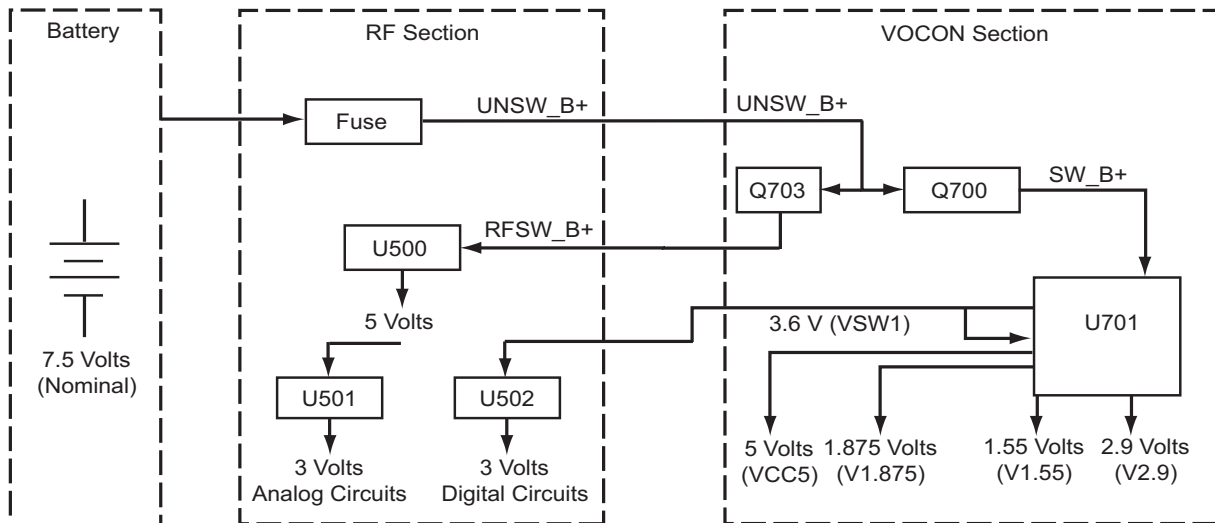 Battery
RF Section
VOCON Section
Fuse
UNSW_B+
UNSW_B+
Q703
Q700
SW_B+
U500
RFSW_B+
5 Volts
3.6 V (VSW1)
U701
7.5 Volts
(Nominal)
U501
U502
3 Volts
Analog Circuits
3 Volts
Digital Circuits
5 Volts
(VCC5)
1.875 Volts
(V1.875)
1.55 Volts
(V1.55)
2.9 Volts
(V2.9)